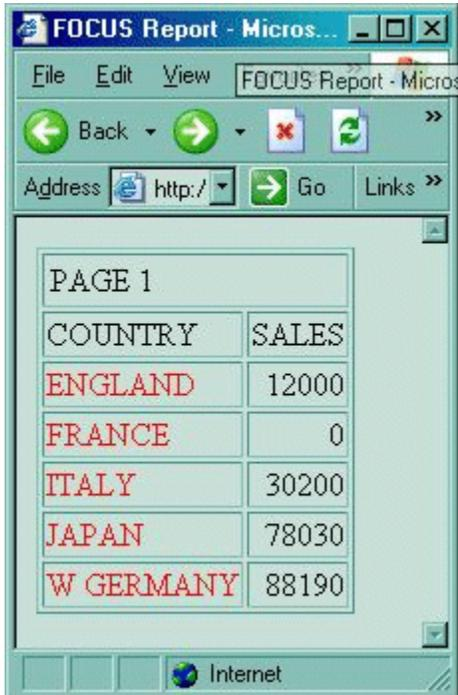 FOCUS Report - Micros...
File Edit View
FOCUS Report - Micros
Back
Address http:/ Go Links
PAGE 1
COUNTRY SALES
ENGLAND 12000
FRANCE 0
ITALY 30200
JAPAN 78030
W GERMANY 88190
Internet